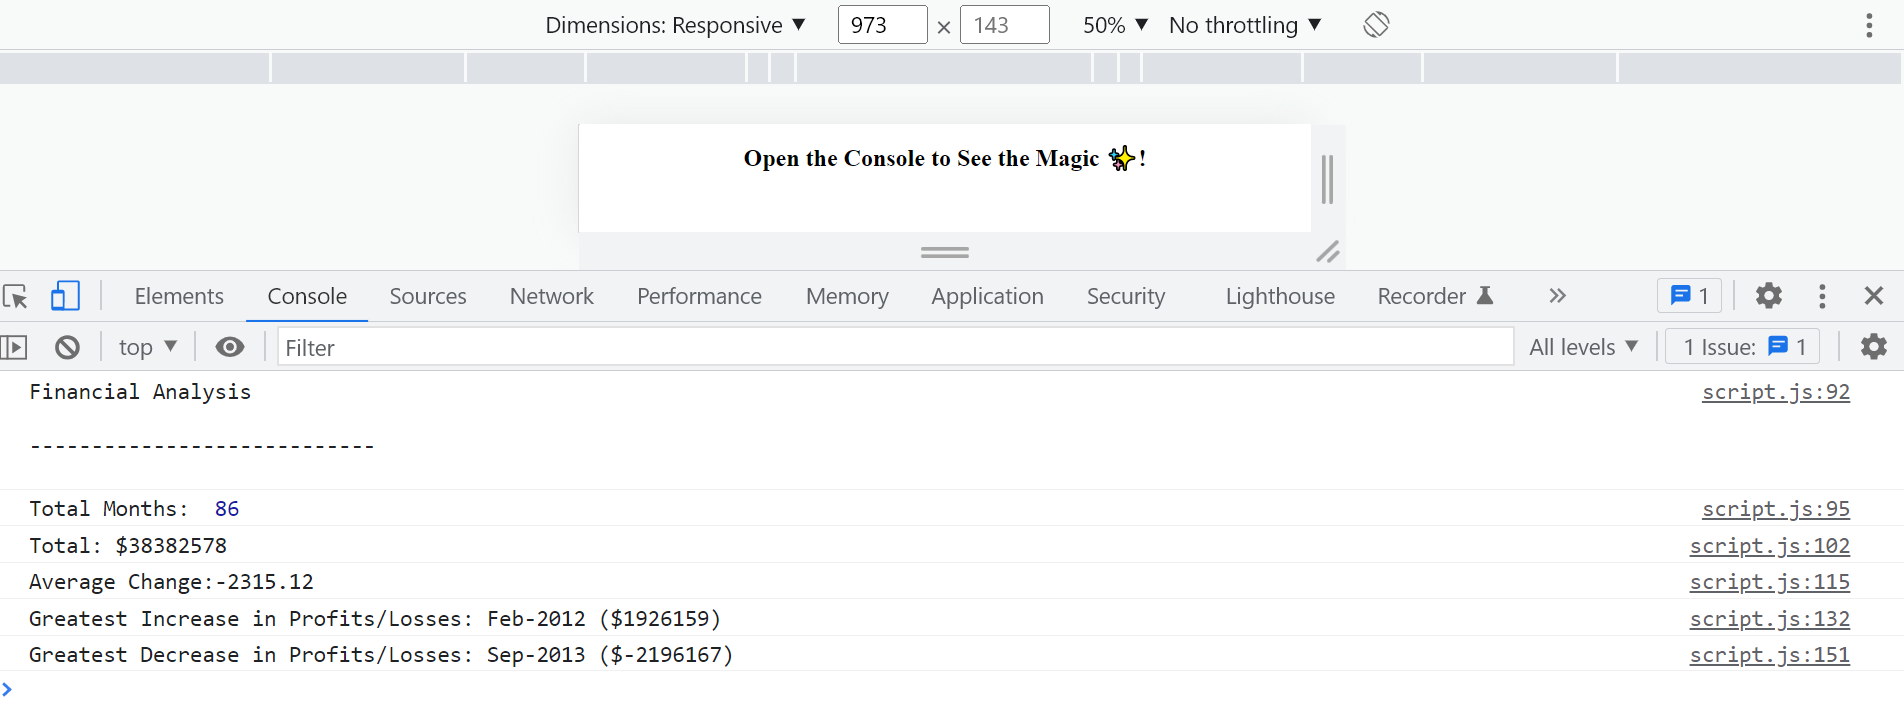 Dimensions: Responsive ▼ 973 × 143 50% ▼ No throttling ▼
Open the Console to See the Magic ✨!
Elements Console Sources Network Performance Memory Application Security Lighthouse Recorder » 1
top ▼ Filter All levels ▼ 1 Issue: 1
Financial Analysis script.js:92
----------------------------
Total Months:  86 script.js:95
Total: $38382578 script.js:102
Average Change:-2315.12 script.js:115
Greatest Increase in Profits/Losses: Feb-2012 ($1926159) script.js:132
Greatest Decrease in Profits/Losses: Sep-2013 ($-2196167) script.js:151